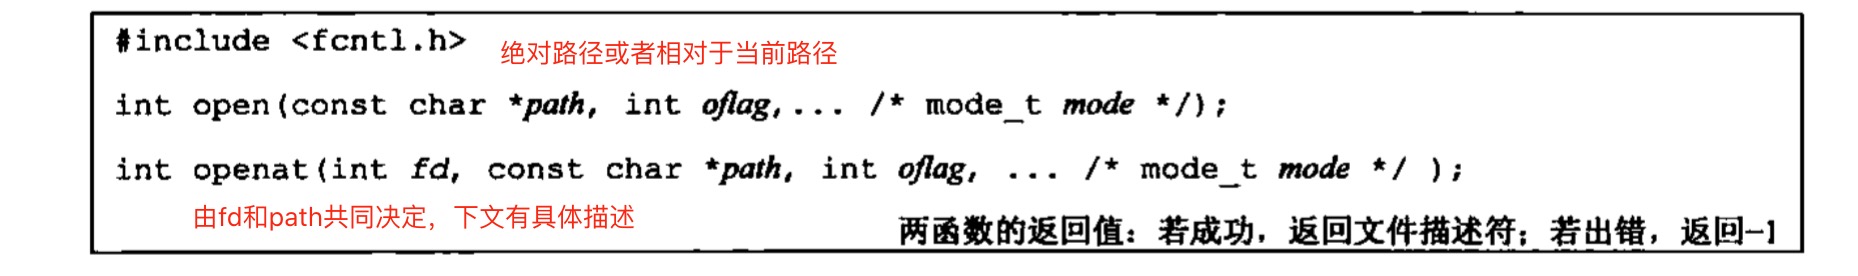 #include <fcntl.h>
绝对路径或者相对于当前路径
int open(const char *path, int oflag,... /* mode_t mode */);
int openat(int fd, const char *path, int oflag, ... /* mode_t mode */ );
由fd和path共同决定，下文有具体描述
两函数的返回值：若成功，返回文件描述符；若出错，返回-1